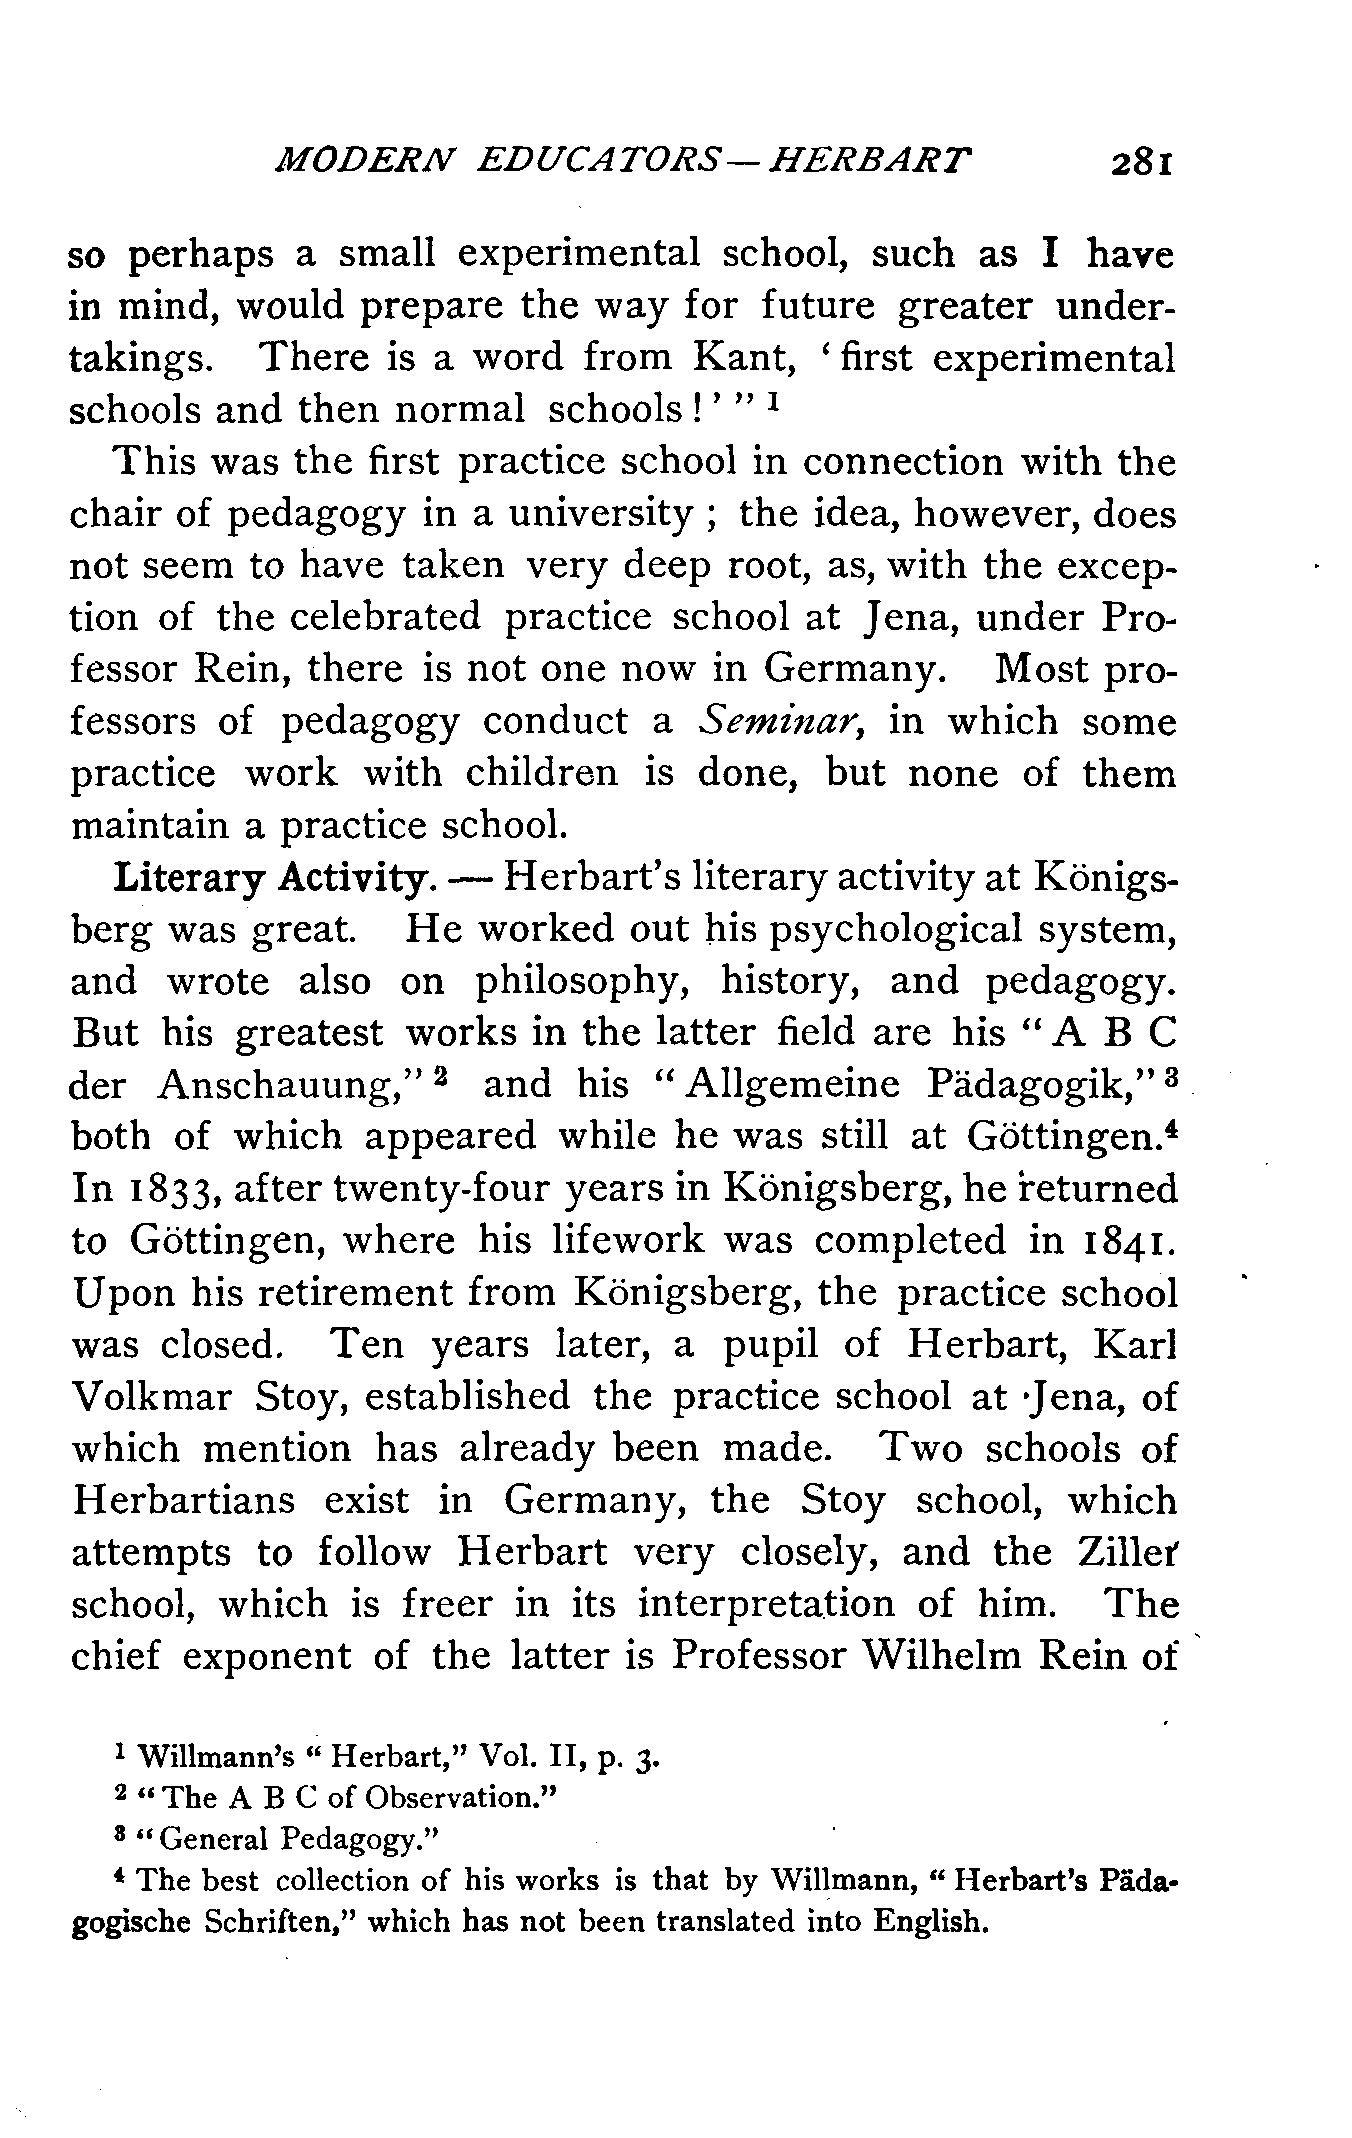 MODERN EDUCATORS — HERBART 281
so perhaps a small experimental school, such as I have
in mind, would prepare the way for future greater under-
takings. There is a word from Kant, ‘first experimental
schools and then normal schools!’ ” 1
This was the first practice school in connection with the
chair of pedagogy in a university ; the idea, however, does
not seem to have taken very deep root, as, with the excep-
tion of the celebrated practice school at Jena, under Pro-
fessor Rein, there is not one now in Germany. Most pro-
fessors of pedagogy conduct a Seminar, in which some
practice work with children is done, but none of them
maintain a practice school.
Literary Activity. — Herbart’s literary activity at Königs-
berg was great. He worked out his psychological system,
and wrote also on philosophy, history, and pedagogy.
But his greatest works in the latter field are his “ A B C
der Anschauung,” 2 and his “ Allgemeine Pädagogik,” 3
both of which appeared while he was still at Göttingen.4
In 1833, after twenty-four years in Königsberg, he returned
to Göttingen, where his lifework was completed in 1841.
Upon his retirement from Königsberg, the practice school
was closed. Ten years later, a pupil of Herbart, Karl
Volkmar Stoy, established the practice school at Jena, of
which mention has already been made. Two schools of
Herbartians exist in Germany, the Stoy school, which
attempts to follow Herbart very closely, and the Ziller
school, which is freer in its interpretation of him. The
chief exponent of the latter is Professor Wilhelm Rein of
1 Willmann’s “ Herbart,” Vol. II, p. 3.
2 “ The A B C of Observation.”
3 “ General Pedagogy.”
4 The best collection of his works is that by Willmann, “ Herbart’s Päda-
gogische Schriften,” which has not been translated into English.